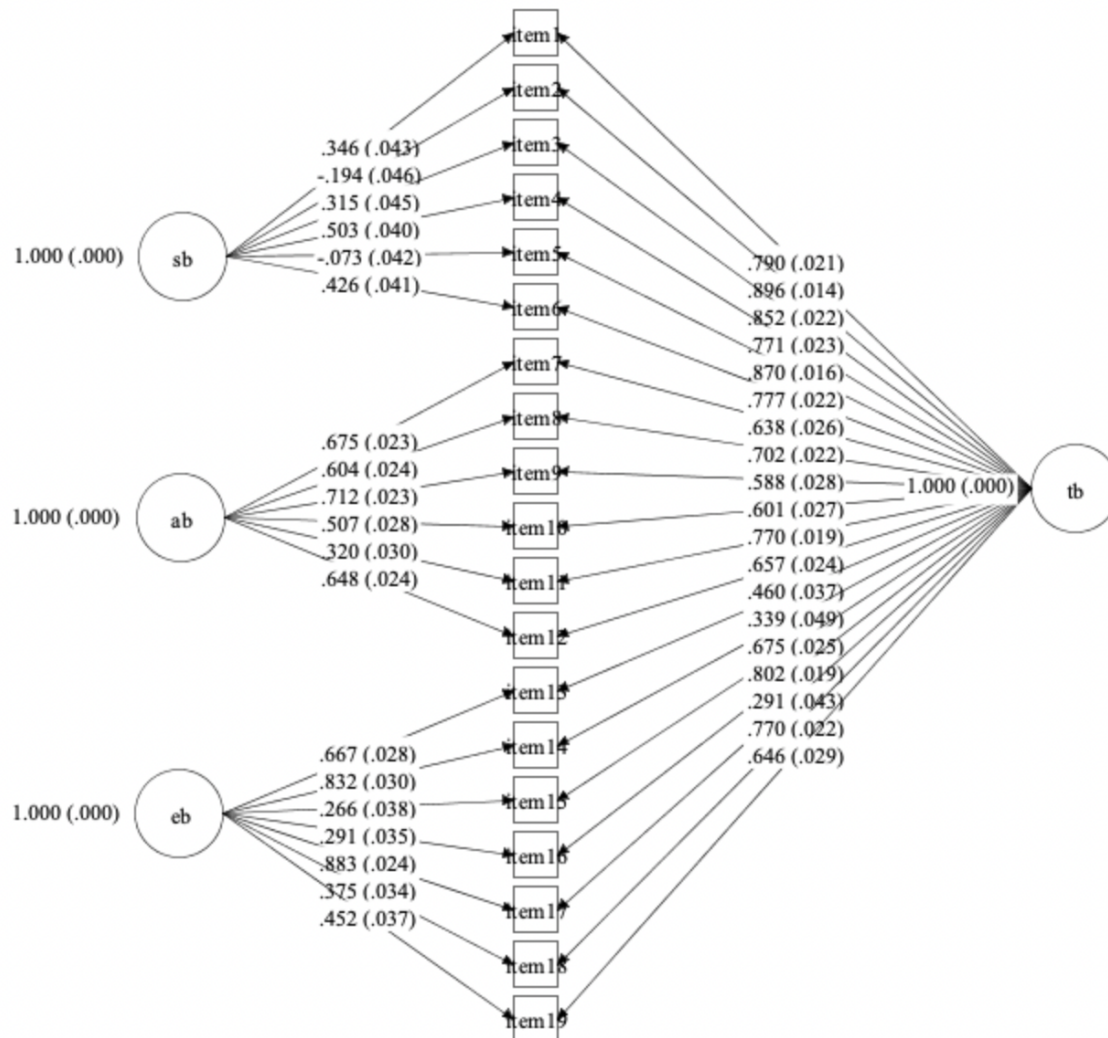 item1
item2
item3
item4
item5
item6
item7
item8
item9
item10
item11
item12
item13
item14
item15
item16
item17
item18
item19
1.000 (.000)
sb
.346 (.043)
-.194 (.046)
.315 (.045)
.503 (.040)
-.073 (.042)
.426 (.041)
1.000 (.000)
ab
.675 (.023)
.604 (.024)
.712 (.023)
.507 (.028)
.320 (.030)
.648 (.024)
1.000 (.000)
eb
.667 (.028)
.832 (.030)
.266 (.038)
.291 (.035)
.883 (.024)
.375 (.034)
.452 (.037)
.790 (.021)
.896 (.014)
.852 (.022)
.771 (.023)
.870 (.016)
.777 (.022)
.638 (.026)
.702 (.022)
.588 (.028)
.601 (.027)
.770 (.019)
.657 (.024)
.460 (.037)
.339 (.049)
.675 (.025)
.802 (.019)
.291 (.043)
.770 (.022)
.646 (.029)
1.000 (.000)
tb